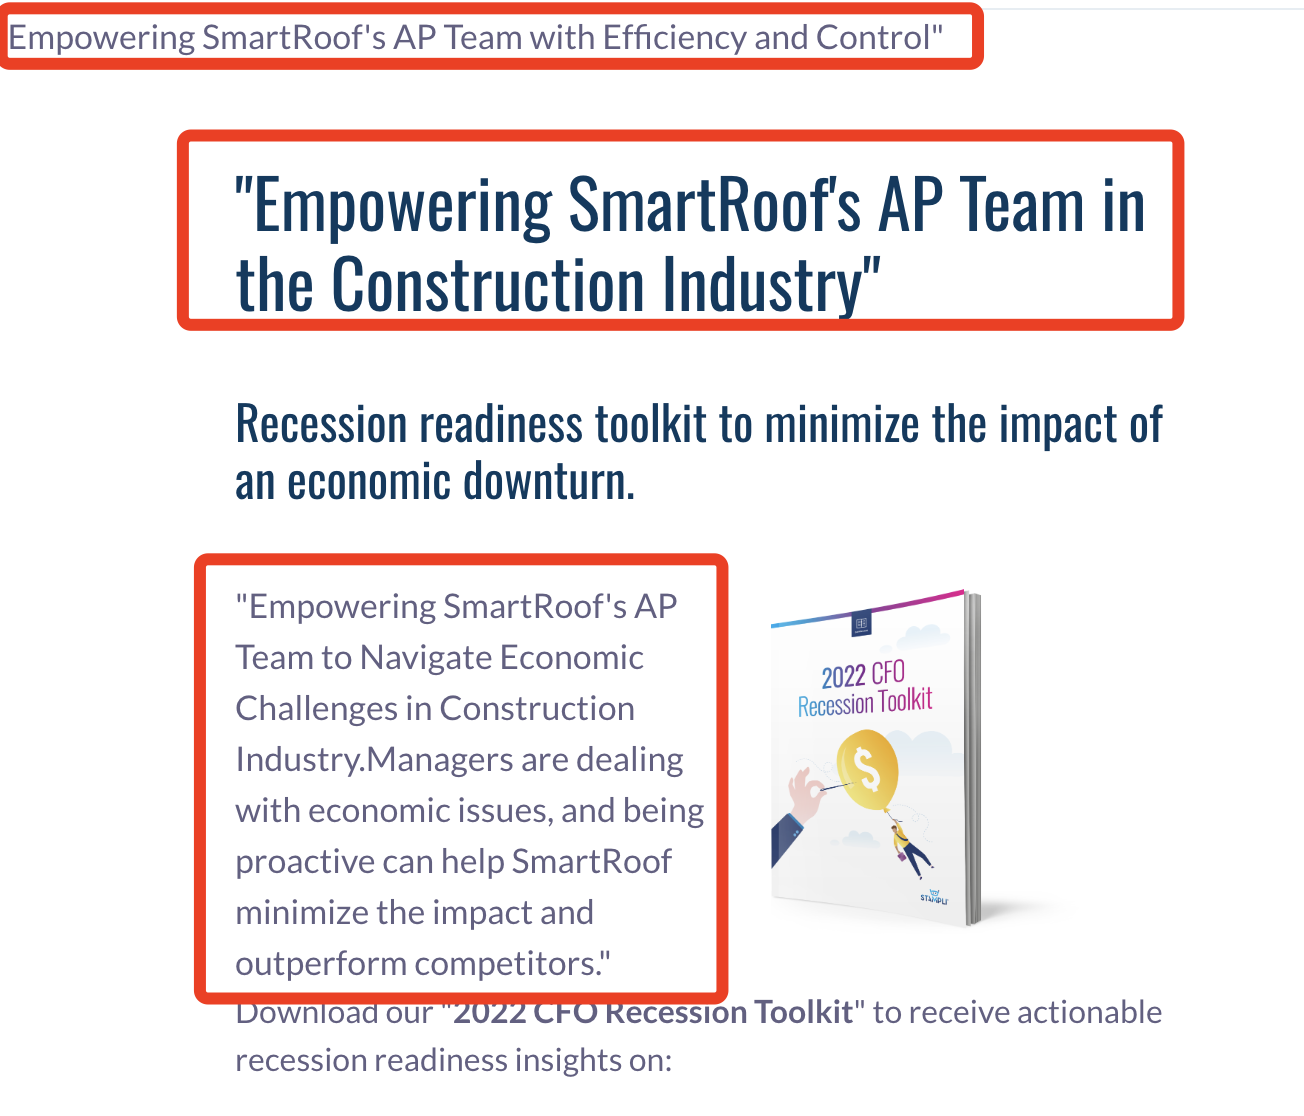 Empowering SmartRoof's AP Team with Efficiency and Control"
"Empowering SmartRoof's AP Team in
the Construction Industry"
Recession readiness toolkit to minimize the impact of
an economic downturn.
"Empowering SmartRoof's AP
Team to Navigate Economic
Challenges in Construction
Industry.Managers are dealing
with economic issues, and being
proactive can help SmartRoof
minimize the impact and
outperform competitors."
2022 CFO
Recession Toolkit
$
STAMPLI
Download our "2022 CFO Recession Toolkit" to receive actionable
recession readiness insights on: